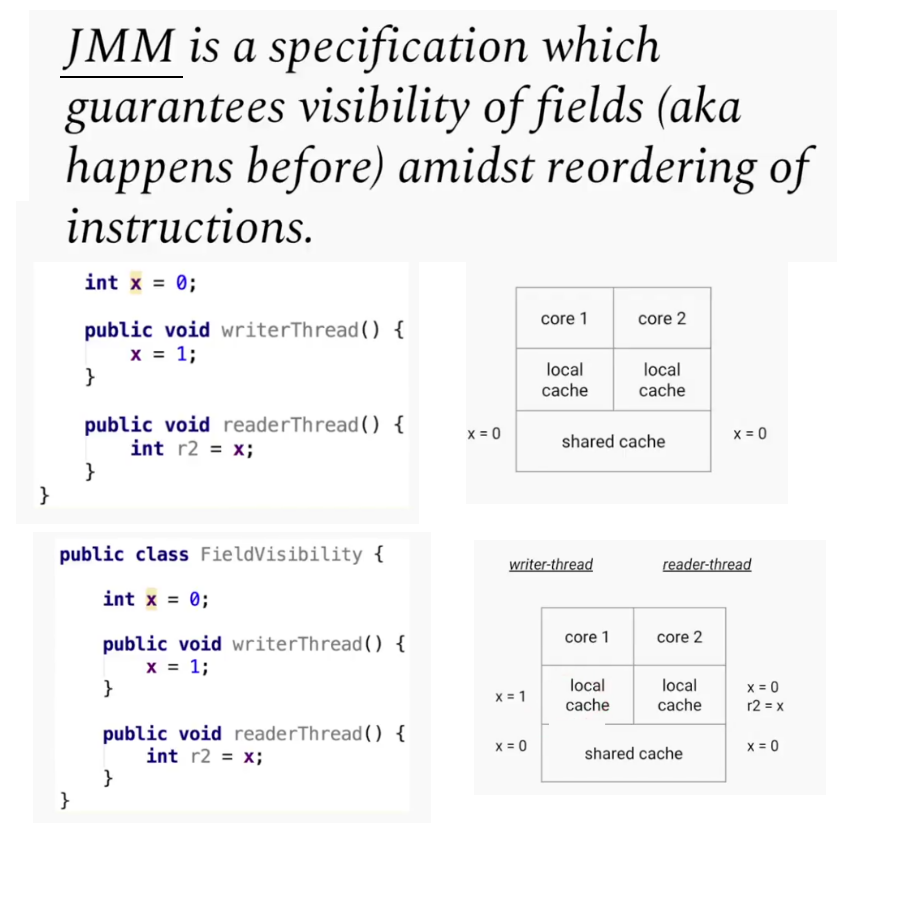 JMM is a specification which
guarantees visibility of fields (aka
happens before) amidst reordering of
instructions.
int x = 0;
public void writerThread() {
x = 1;
}
public void readerThread() {
int r2 = x;
}
}
core 1 core 2
local cache local cache
x = 0 shared cache x = 0
public class FieldVisibility {
int x = 0;
public void writerThread() {
x = 1;
}
public void readerThread() {
int r2 = x;
}
}
writer-thread reader-thread
core 1 core 2
x = 1 local cache local cache x = 0
r2 = x
x = 0 shared cache x = 0